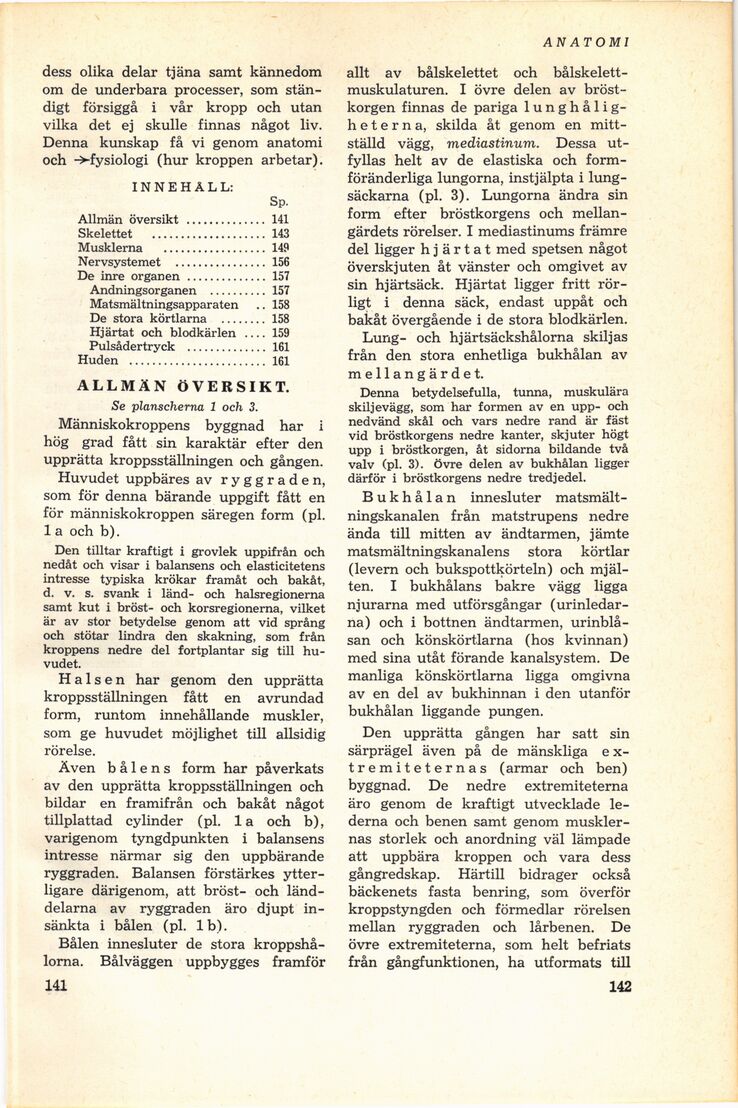 ANATOMI
dess olika delar tjäna samt kännedom
om de underbara processer, som stän-
digt försiggå i vår kropp och utan
vilka det ej skulle finnas något liv.
Denna kunskap få vi genom anatomi
och →fysiologi (hur kroppen arbetar).
INNEHÅLL:
Sp.
Allmän översikt .............. 141
Skelettet ................... 143
Musklerna ................. 149
Nervsystemet ............... 156
De inre organen .............. 157
Andningsorganen .......... 157
Matsmältningsapparaten .. 158
De stora körtlarna ........ 158
Hjärtat och blodkärlen .... 159
Pulsådertryck .............. 161
Huden ....................... 161
ALLMÄN ÖVERSIKT.
Se planscherna 1 och 3.
Människokroppens byggnad har i
hög grad fått sin karaktär efter den
upprätta kroppsställningen och gången.
Huvudet uppbäres av ryggraden,
som för denna bärande uppgift fått en
för människokroppen säregen form (pl.
1 a och b).
Den tilltar kraftigt i grovlek uppifrån och
nedåt och visar i balansens och elasticitetens
intresse typiska krökar framåt och bakåt,
d. v. s. svank i länd- och halsregionerna
samt kut i bröst- och korsregionerna, vilket
är av stor betydelse genom att vid språng
och stötar lindra den skakning, som från
kroppens nedre del fortplantar sig till hu-
vudet.
Halsen har genom den upprätta
kroppsställningen fått en avrundad
form, runtom innehållande muskler,
som ge huvudet möjlighet till allsidig
rörelse.
Även bålens form har påverkats
av den upprätta kroppsställningen och
bildar en framifrån och bakåt något
tillplattad cylinder (pl. 1 a och b),
varigenom tyngdpunkten i balansens
intresse närmar sig den uppbärande
ryggraden. Balansen förstärkes ytter-
ligare därigenom, att bröst- och länd-
delarna av ryggraden äro djupt in-
sänkta i bålen (pl. 1 b).
Bålen innesluter de stora kroppshå-
lorna. Bålväggen uppbygges framför
141
allt av bålskelettet och bålskelett-
muskulaturen. I övre delen av bröst-
korgen finnas de pariga lunghålig-
heterna, skilda åt genom en mitt-
ställd vägg, mediastinum. Dessa ut-
fyllas helt av de elastiska och form-
föränderliga lungorna, instjälpta i lung-
säckarna (pl. 3). Lungorna ändra sin
form efter bröstkorgens och mellan-
gärdets rörelser. I mediastinums främre
del ligger hjärtat med spetsen något
överskjuten åt vänster och omgivet av
sin hjärtsäck. Hjärtat ligger fritt rör-
ligt i denna säck, endast uppåt och
bakåt övergående i de stora blodkärlen.
Lung- och hjärtsäckshålorna skiljas
från den stora enhetliga bukhålan av
mellangärdet.
Denna betydelsefulla, tunna, muskulära
skiljevägg, som har formen av en upp- och
nedvänd skål och vars nedre rand är fäst
vid bröstkorgens nedre kanter, skjuter högt
upp i bröstkorgen, åt sidorna bildande två
valv (pl. 3). Övre delen av bukhålan ligger
därför i bröstkorgens nedre tredjedel.
Bukhålan innesluter matsmält-
ningskanalen från matstrupens nedre
ända till mitten av ändtarmen, jämte
matsmältningskanalens stora körtlar
(levern och bukspottkörteln) och mjäl-
ten. I bukhålans bakre vägg ligga
njurarna med utförsgångar (urinledar-
na) och i bottnen ändtarmen, urinblå-
san och könskörtlarna (hos kvinnan)
med sina utåt förande kanalsystem. De
manliga könskörtlarna ligga omgivna
av en del av bukhinnan i den utanför
bukhålan liggande pungen.
Den upprätta gången har satt sin
särprägel även på de mänskliga ex-
tremiteternas (armar och ben)
byggnad. De nedre extremiteterna
äro genom de kraftigt utvecklade le-
derna och benen samt genom muskler-
nas storlek och anordning väl lämpade
att uppbära kroppen och vara dess
gångredskap. Härtill bidrager också
bäckenets fasta benring, som överför
kroppstyngden och förmedlar rörelsen
mellan ryggraden och lårbenen. De
övre extremiteterna, som helt befriats
från gångfunktionen, ha utformats till
142